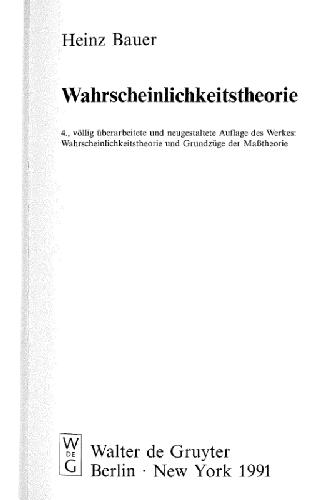 Heinz Bauer
Wahrscheinlichkeitstheorie
4., völlig überarbeitete und neugestaltete Auflage des Werkes:
Wahrscheinlichkeitstheorie und Grundzüge der Maßtheorie
W
DE
G
Walter de Gruyter
Berlin · New York 1991